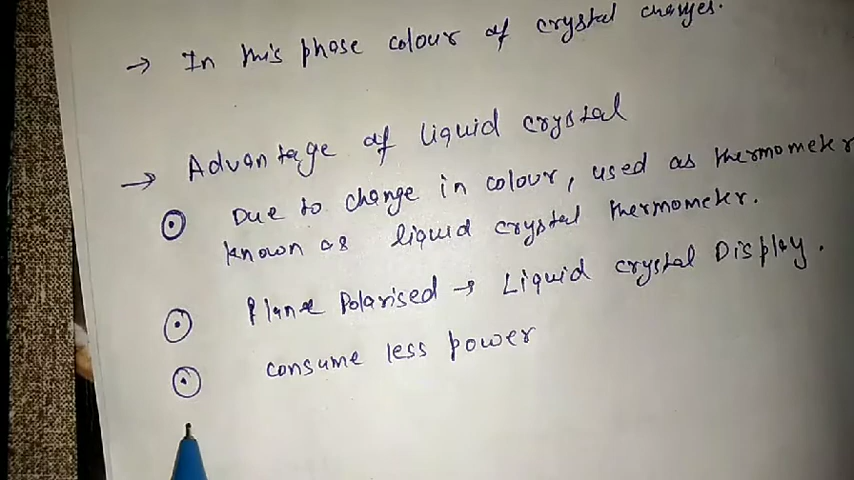 → In this phase colour of crystal changes.
→ Advantage of liquid crystal
Due to change in colour, used as thermometer
known as liquid crystal thermometer.
Plane Polarised → Liquid crystal Display.
consume less power